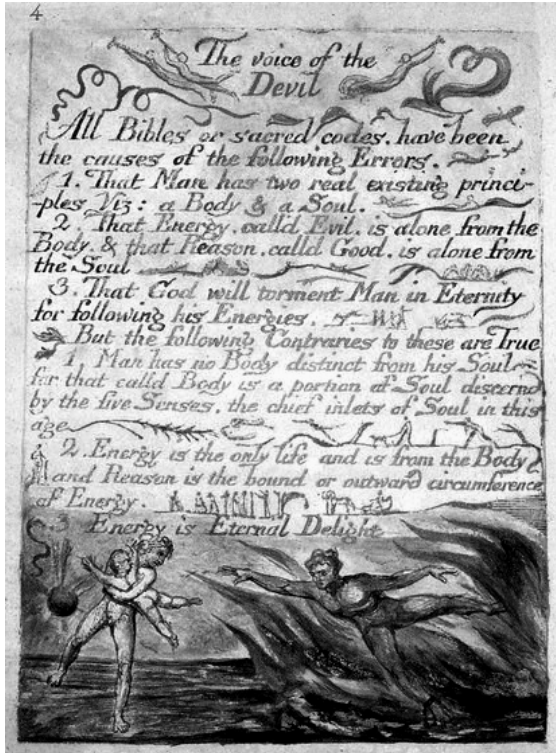 4
The voice of the
Devil
All Bibles or sacred codes. have been
the causes of the following Errors.
1. That Man has two real existing princi-
-ples Viz: a Body & a Soul.
2. That Energy. calld Evil. is alone from the
Body. & that Reason. calld Good. is alone from
the Soul
3. That God will torment Man in Eternity
for following his Energies.
But the following Contraries to these are True
1. Man has no Body distinct from his Soul
for that calld Body is a portion of Soul discernd
by the five Senses. the chief inlets of Soul in this
age
2. Energy is the only life and is from the Body
and Reason is the bound or outward circumference
of Energy.
3 Energy is Eternal Delight